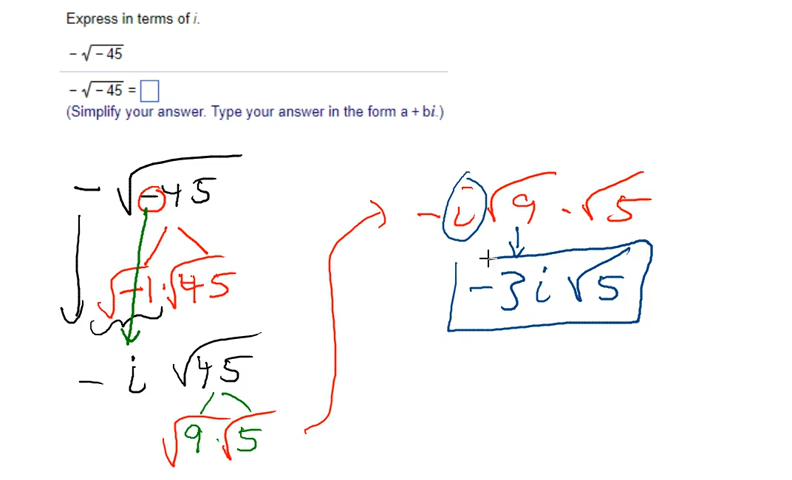 Express in terms of i.
- √-45
- √-45 =
(Simplify your answer. Type your answer in the form a + bi.)
- √-45
√-1 · √45
- i √45
√9 · √5
- i √9 · √5
-3i √5